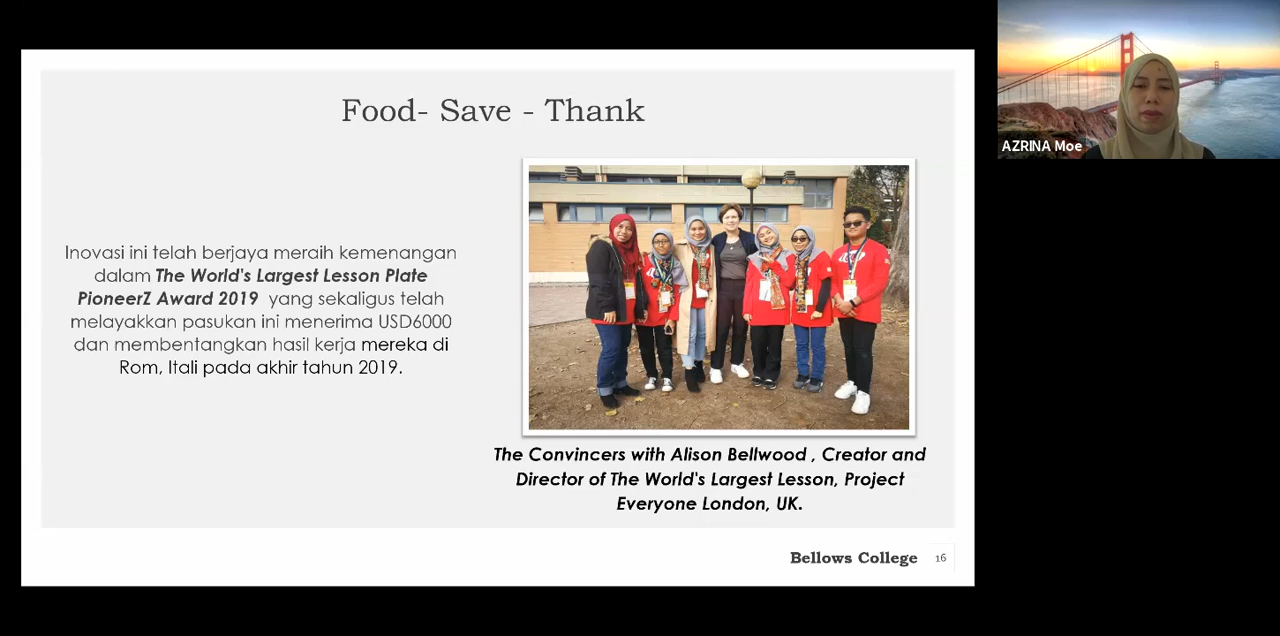 Food- Save - Thank
Inovasi ini telah berjaya meraih kemenangan
dalam The World's Largest Lesson Plate
PioneerZ Award 2019 yang sekaligus telah
melayakkan pasukan ini menerima USD6000
dan membentangkan hasil kerja mereka di
Rom, Itali pada akhir tahun 2019.
The Convincers with Alison Bellwood , Creator and
Director of The World's Largest Lesson, Project
Everyone London, UK.
Bellows College
16
AZRINA Moe